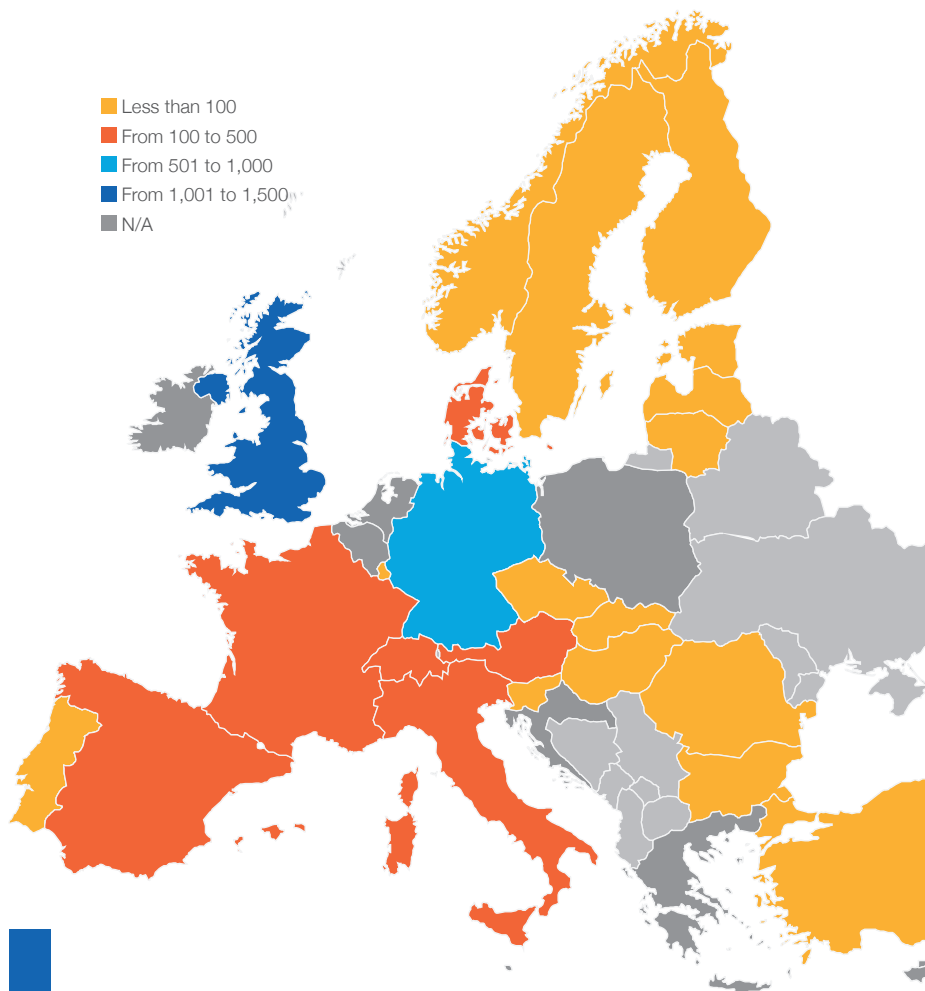 Less than 100
From 100 to 500
From 501 to 1,000
From 1,001 to 1,500
N/A